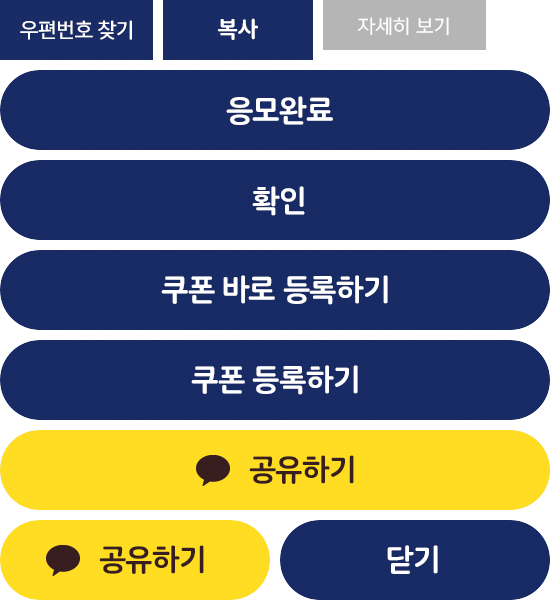 우편번호 찾기
복사
자세히 보기
응모완료
확인
쿠폰 바로 등록하기
쿠폰 등록하기
공유하기
공유하기
닫기